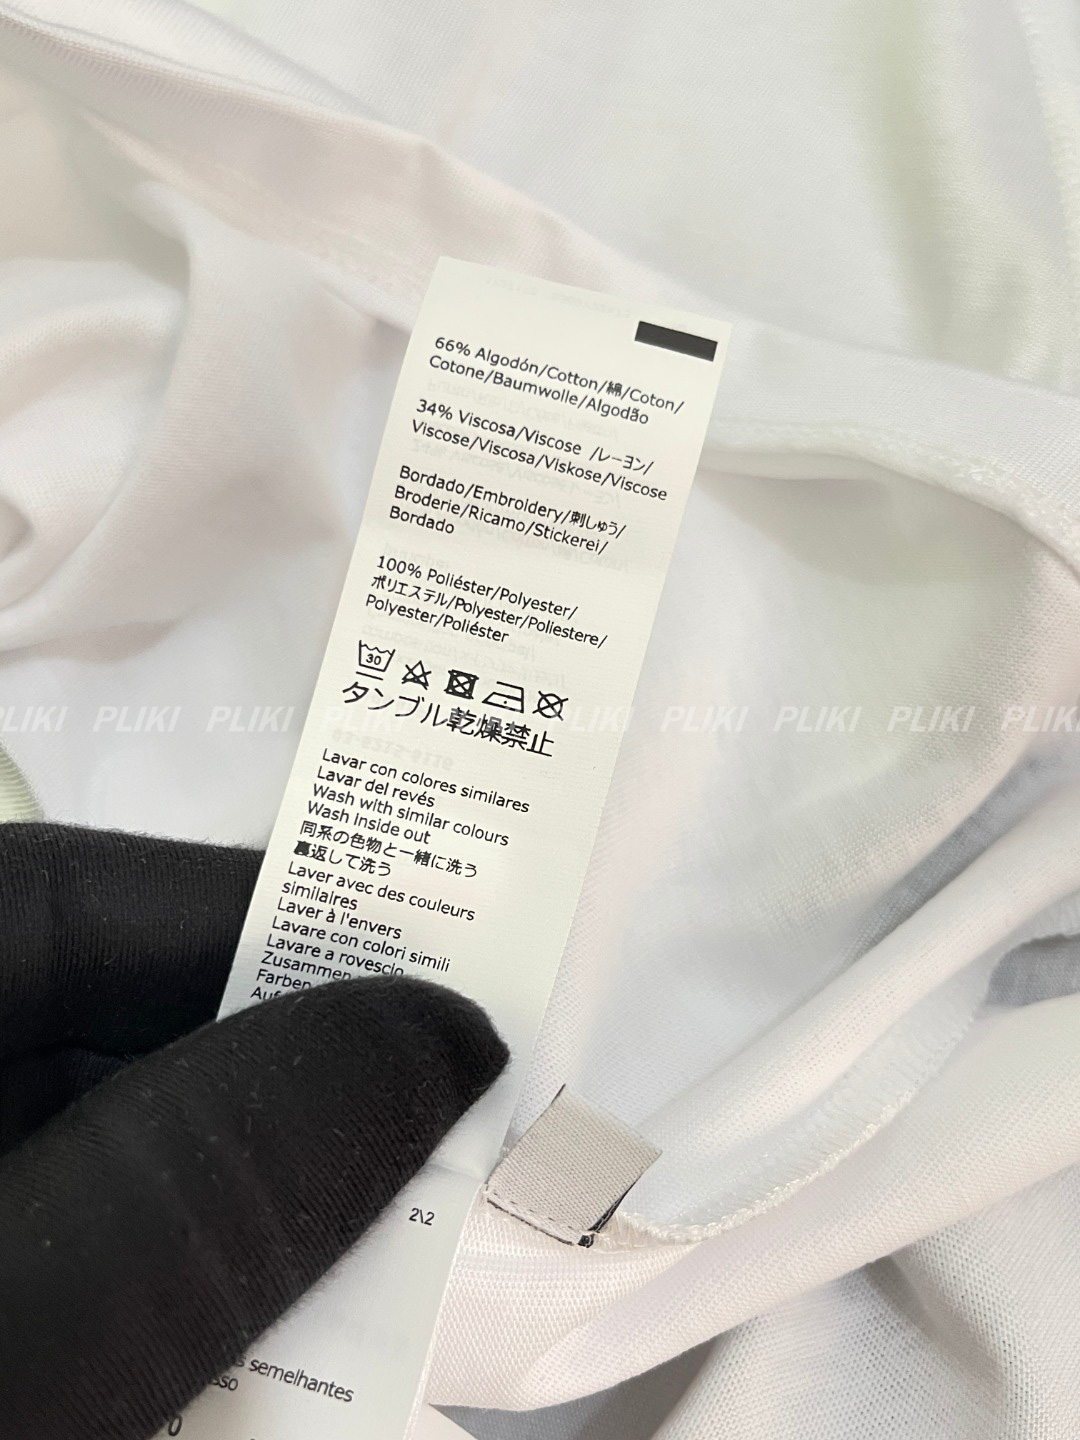 66% Algodón/Cotton/綿/Coton/
Cotone/Baumwolle/Algodão
34% Viscosa/Viscose /レーヨン/
Viscose/Viscosa/Viskose/Viscose
Bordado/Embroidery/刺しゅう/
Broderie/Ricamo/Stickerei/
Bordado
100% Poliéster/Polyester/
ポリエステル/Polyester/Poliestere/
Polyester/Poliéster
30
タンブル乾燥禁止
PLIKI PLIKI PLIKI PLIKI PLIKI PLIKI PLIKI
Lavar con colores similares
Lavar del revés
Wash with similar colours
Wash inside out
同系の色物と一緒に洗う
裏返して洗う
Laver avec des couleurs
similaires
Laver à l'envers
Lavare con colori simili
Lavare a rovescio
Zusammen
Farben
2\2
semelhantes